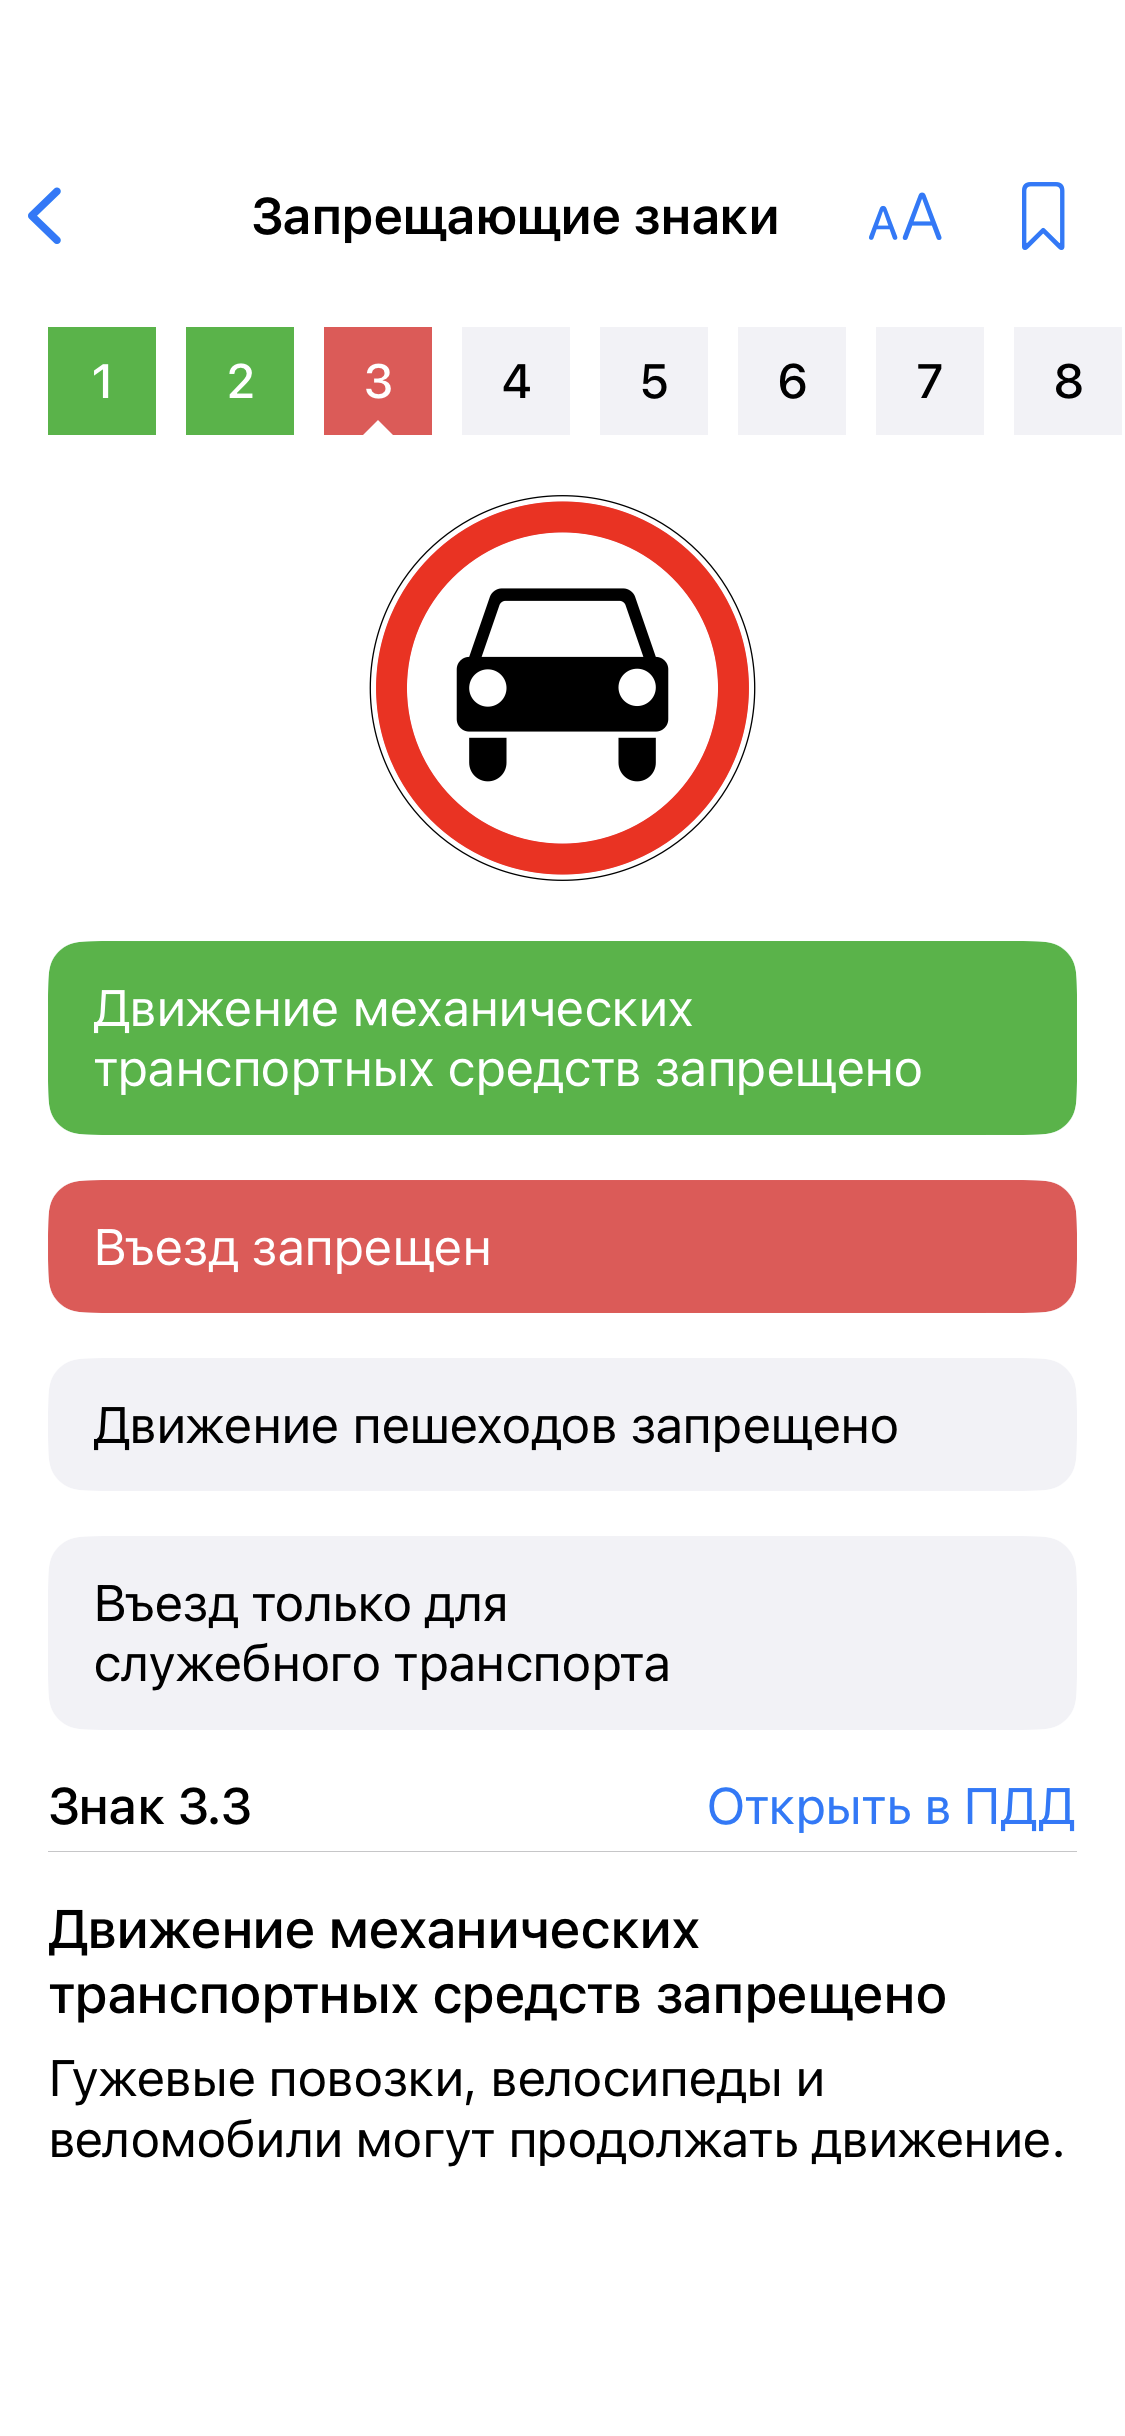 Запрещающие знаки
AA
1 2 3 4 5 6 7 8
Движение механических
транспортных средств запрещено
Въезд запрещен
Движение пешеходов запрещено
Въезд только для
служебного транспорта
Знак 3.3 Открыть в ПДД
Движение механических
транспортных средств запрещено
Гужевые повозки, велосипеды и
веломобили могут продолжать движение.